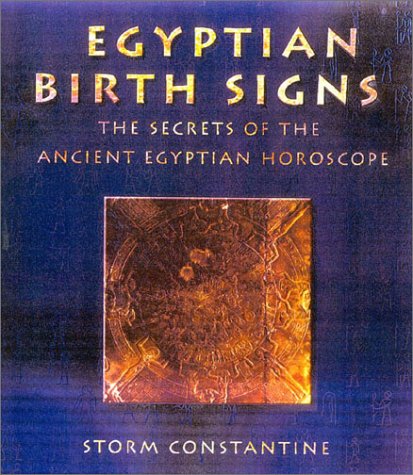 EGYPTIAN
BIRTH SIGNS
THE SECRETS OF THE
ANCIENT EGYPTIAN HOROSCOPE
STORM CONSTANTINE